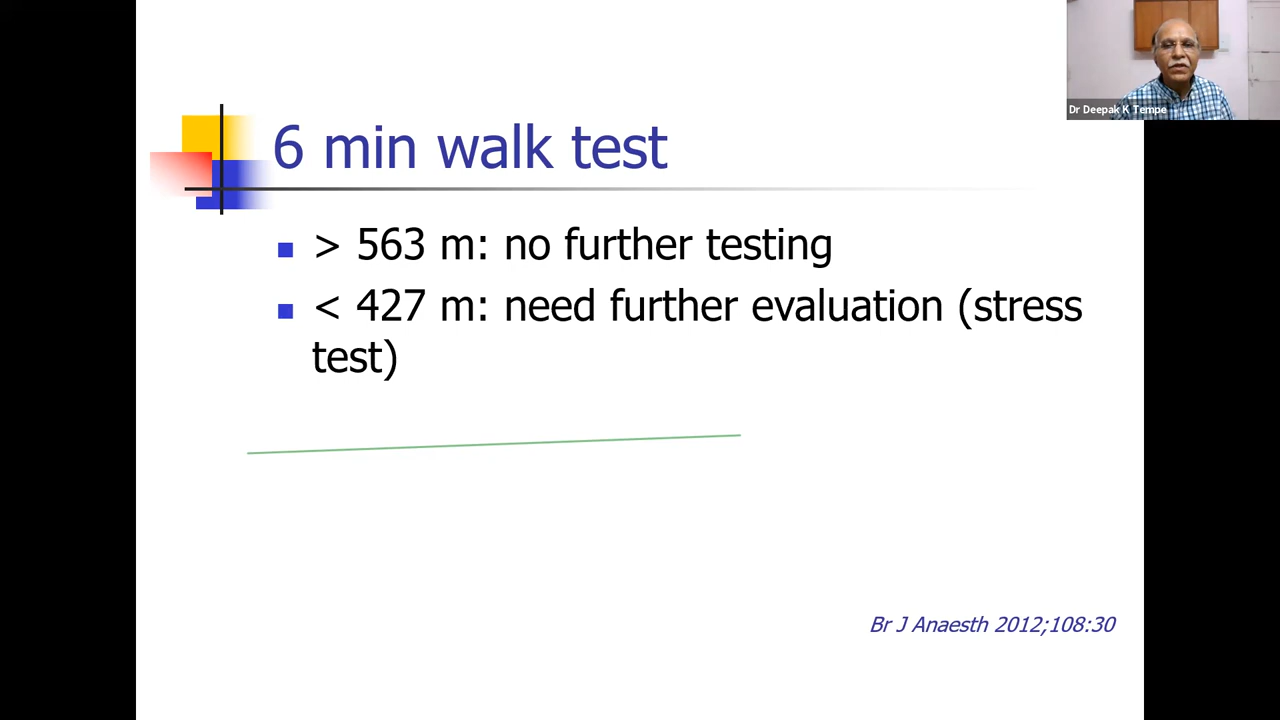 Dr Deepak K Tempe
6 min walk test
> 563 m: no further testing
< 427 m: need further evaluation (stress
test)
Br J Anaesth 2012;108:30